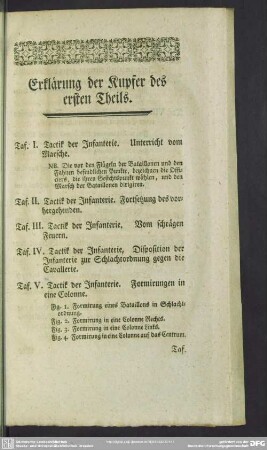 Erklärung der Kupfer des
ersten Theils.
Taf. I. Tactik der Infanterie. Unterricht vom
Marsche.
NB. Die vor den Flügeln der Bataillonen und den
Fahnen befindlichen Punkte, bezeichnen die Offi-
ciers, die ihren Gesichtspunkt wählen, und den
Marsch der Bataillonen dirigiren.
Taf. II. Tactik der Infanterie. Fortsetzung des vor-
hergehenden.
Taf. III. Tactik der Infanterie, Vom schrägen
Feuern.
Taf. IV. Tactik der Infanterie, Disposition der
Infanterie zur Schlachtordnung gegen die
Cavallerie.
Taf. V. Tactik der Infanterie. Formirungen in
eine Colonne.
Fig. 1. Formirung eines Bataillons in Schlacht-
ordnung.
Fig. 2. Formirung in eine Colonne Rechts.
Fig. 3. Formirung in eine Colonne Links.
Fig. 4. Formirung in eine Colonne auf das Centrum.
Taf.